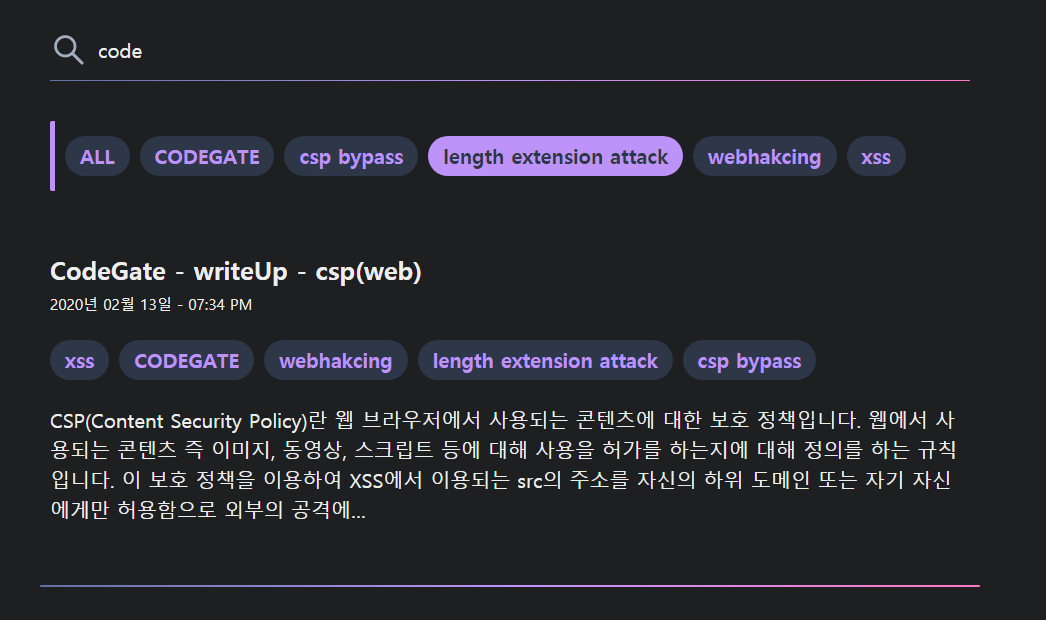 code
ALL CODEGATE csp bypass length extension attack webhakcing xss
CodeGate - writeUp - csp(web)
2020년 02월 13일 - 07:34 PM
xss CODEGATE webhakcing length extension attack csp bypass
CSP(Content Security Policy)란 웹 브라우저에서 사용되는 콘텐츠에 대한 보호 정책입니다. 웹에서 사
용되는 콘텐츠 즉 이미지, 동영상, 스크립트 등에 대해 사용을 허가를 하는지에 대해 정의를 하는 규칙
입니다. 이 보호 정책을 이용하여 XSS에서 이용되는 src의 주소를 자신의 하위 도메인 또는 자기 자신
에게만 허용함으로 외부의 공격에...